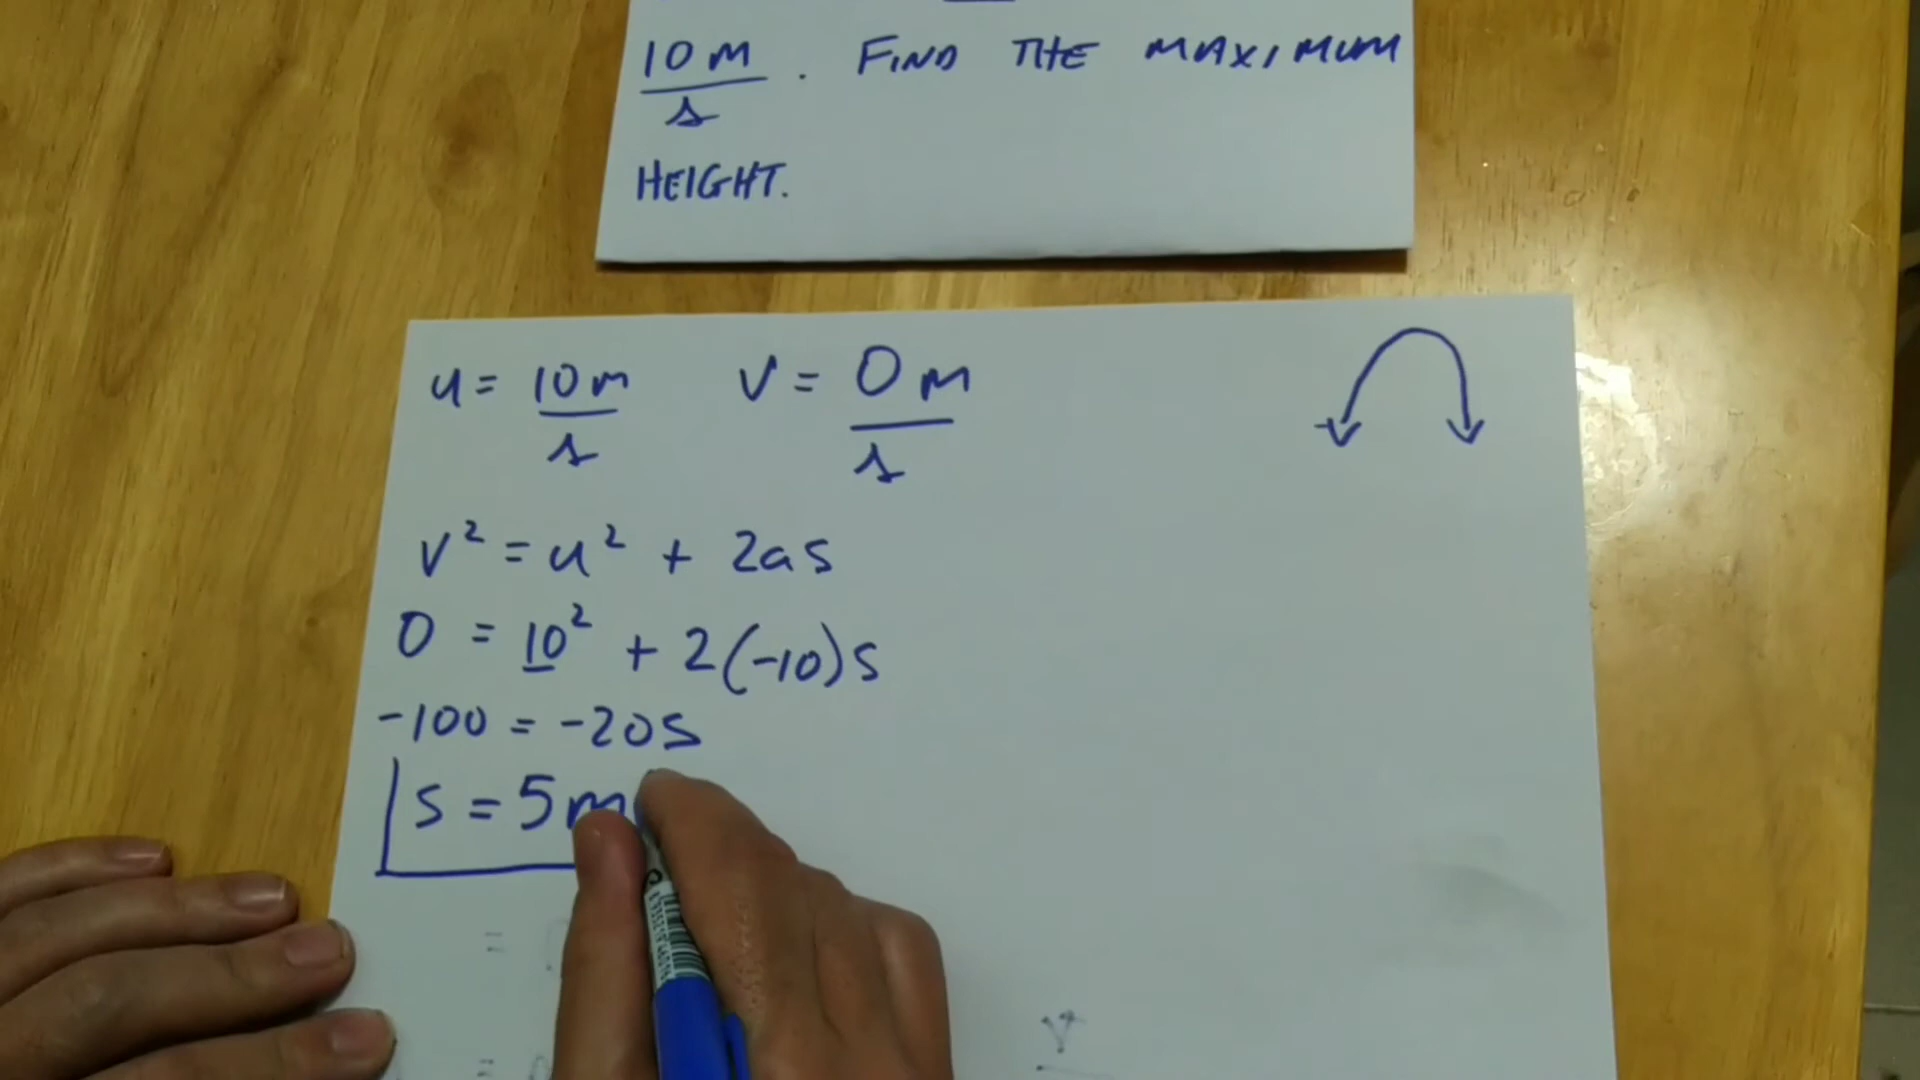 10 m/s . FIND THE MAXIMUM
HEIGHT.
u = 10 m/s v = 0 m/s
v² = u² + 2as
0 = 10² + 2(-10)s
-100 = -20s
s = 5m